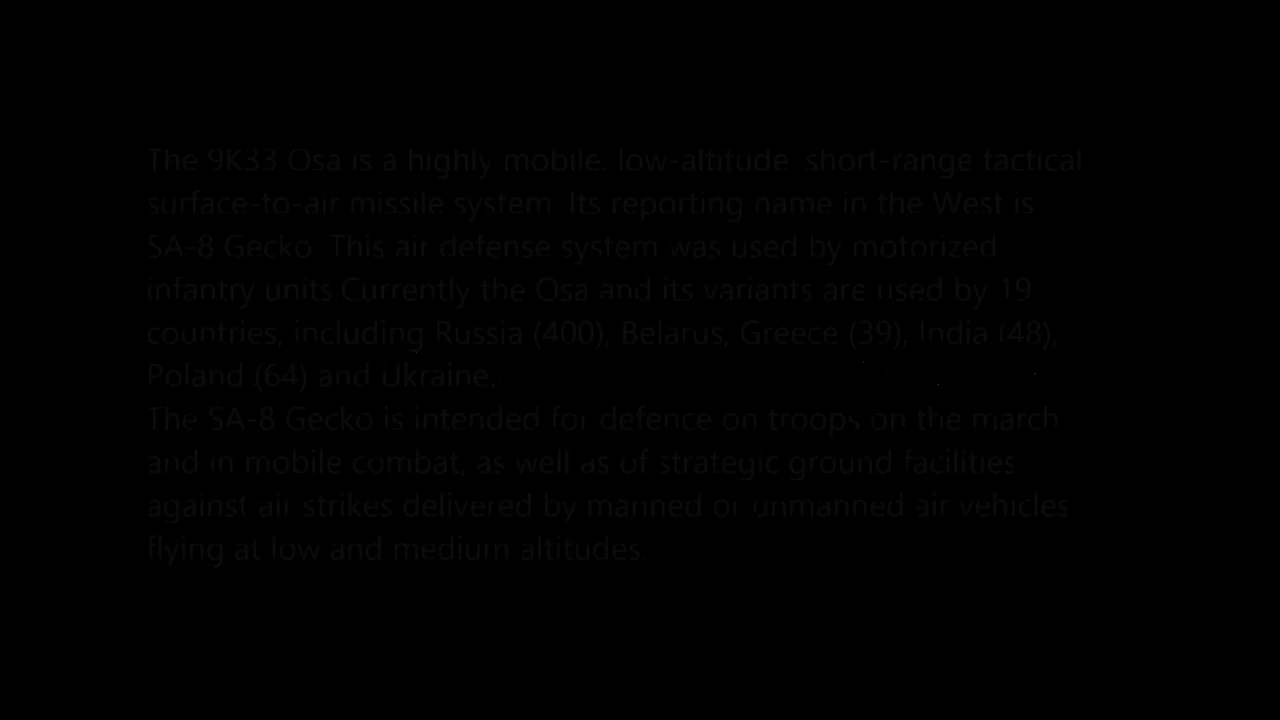 The 9K33 Osa is a highly mobile, low-altitude, short-range tactical
surface-to-air missile system. Its reporting name in the West is
SA-8 Gecko. This air defense system was used by motorized
infantry units.Currently the Osa and its variants are used by 19
countries, including Russia (400), Belarus, Greece (39), India (48),
Poland (64) and Ukraine.
The SA-8 Gecko is intended for defence on troops on the march
and in mobile combat, as well as of strategic ground facilities
against air strikes delivered by manned or unmanned air vehicles
flying at low and medium altitudes.